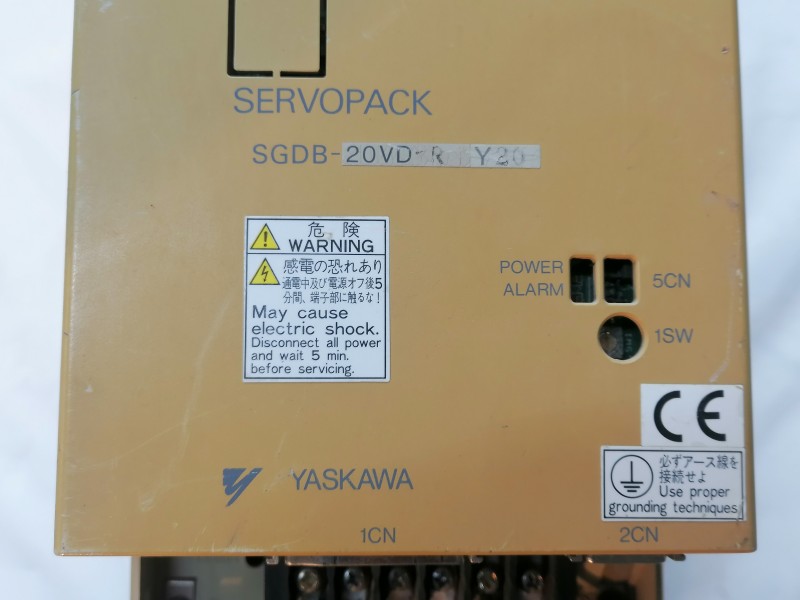 SERVOPACK
SGDB-20VD-R Y20
危険
WARNING
感電の恐れあり
通電中及び電源オフ後5
分間、端子部に触るな!
May cause
electric shock.
Disconnect all power
and wait 5 min.
before servicing.
POWER
ALARM
5CN
1SW
CE
必ずアース線を
接続せよ
Use proper
grounding techniques
YASKAWA
1CN
2CN